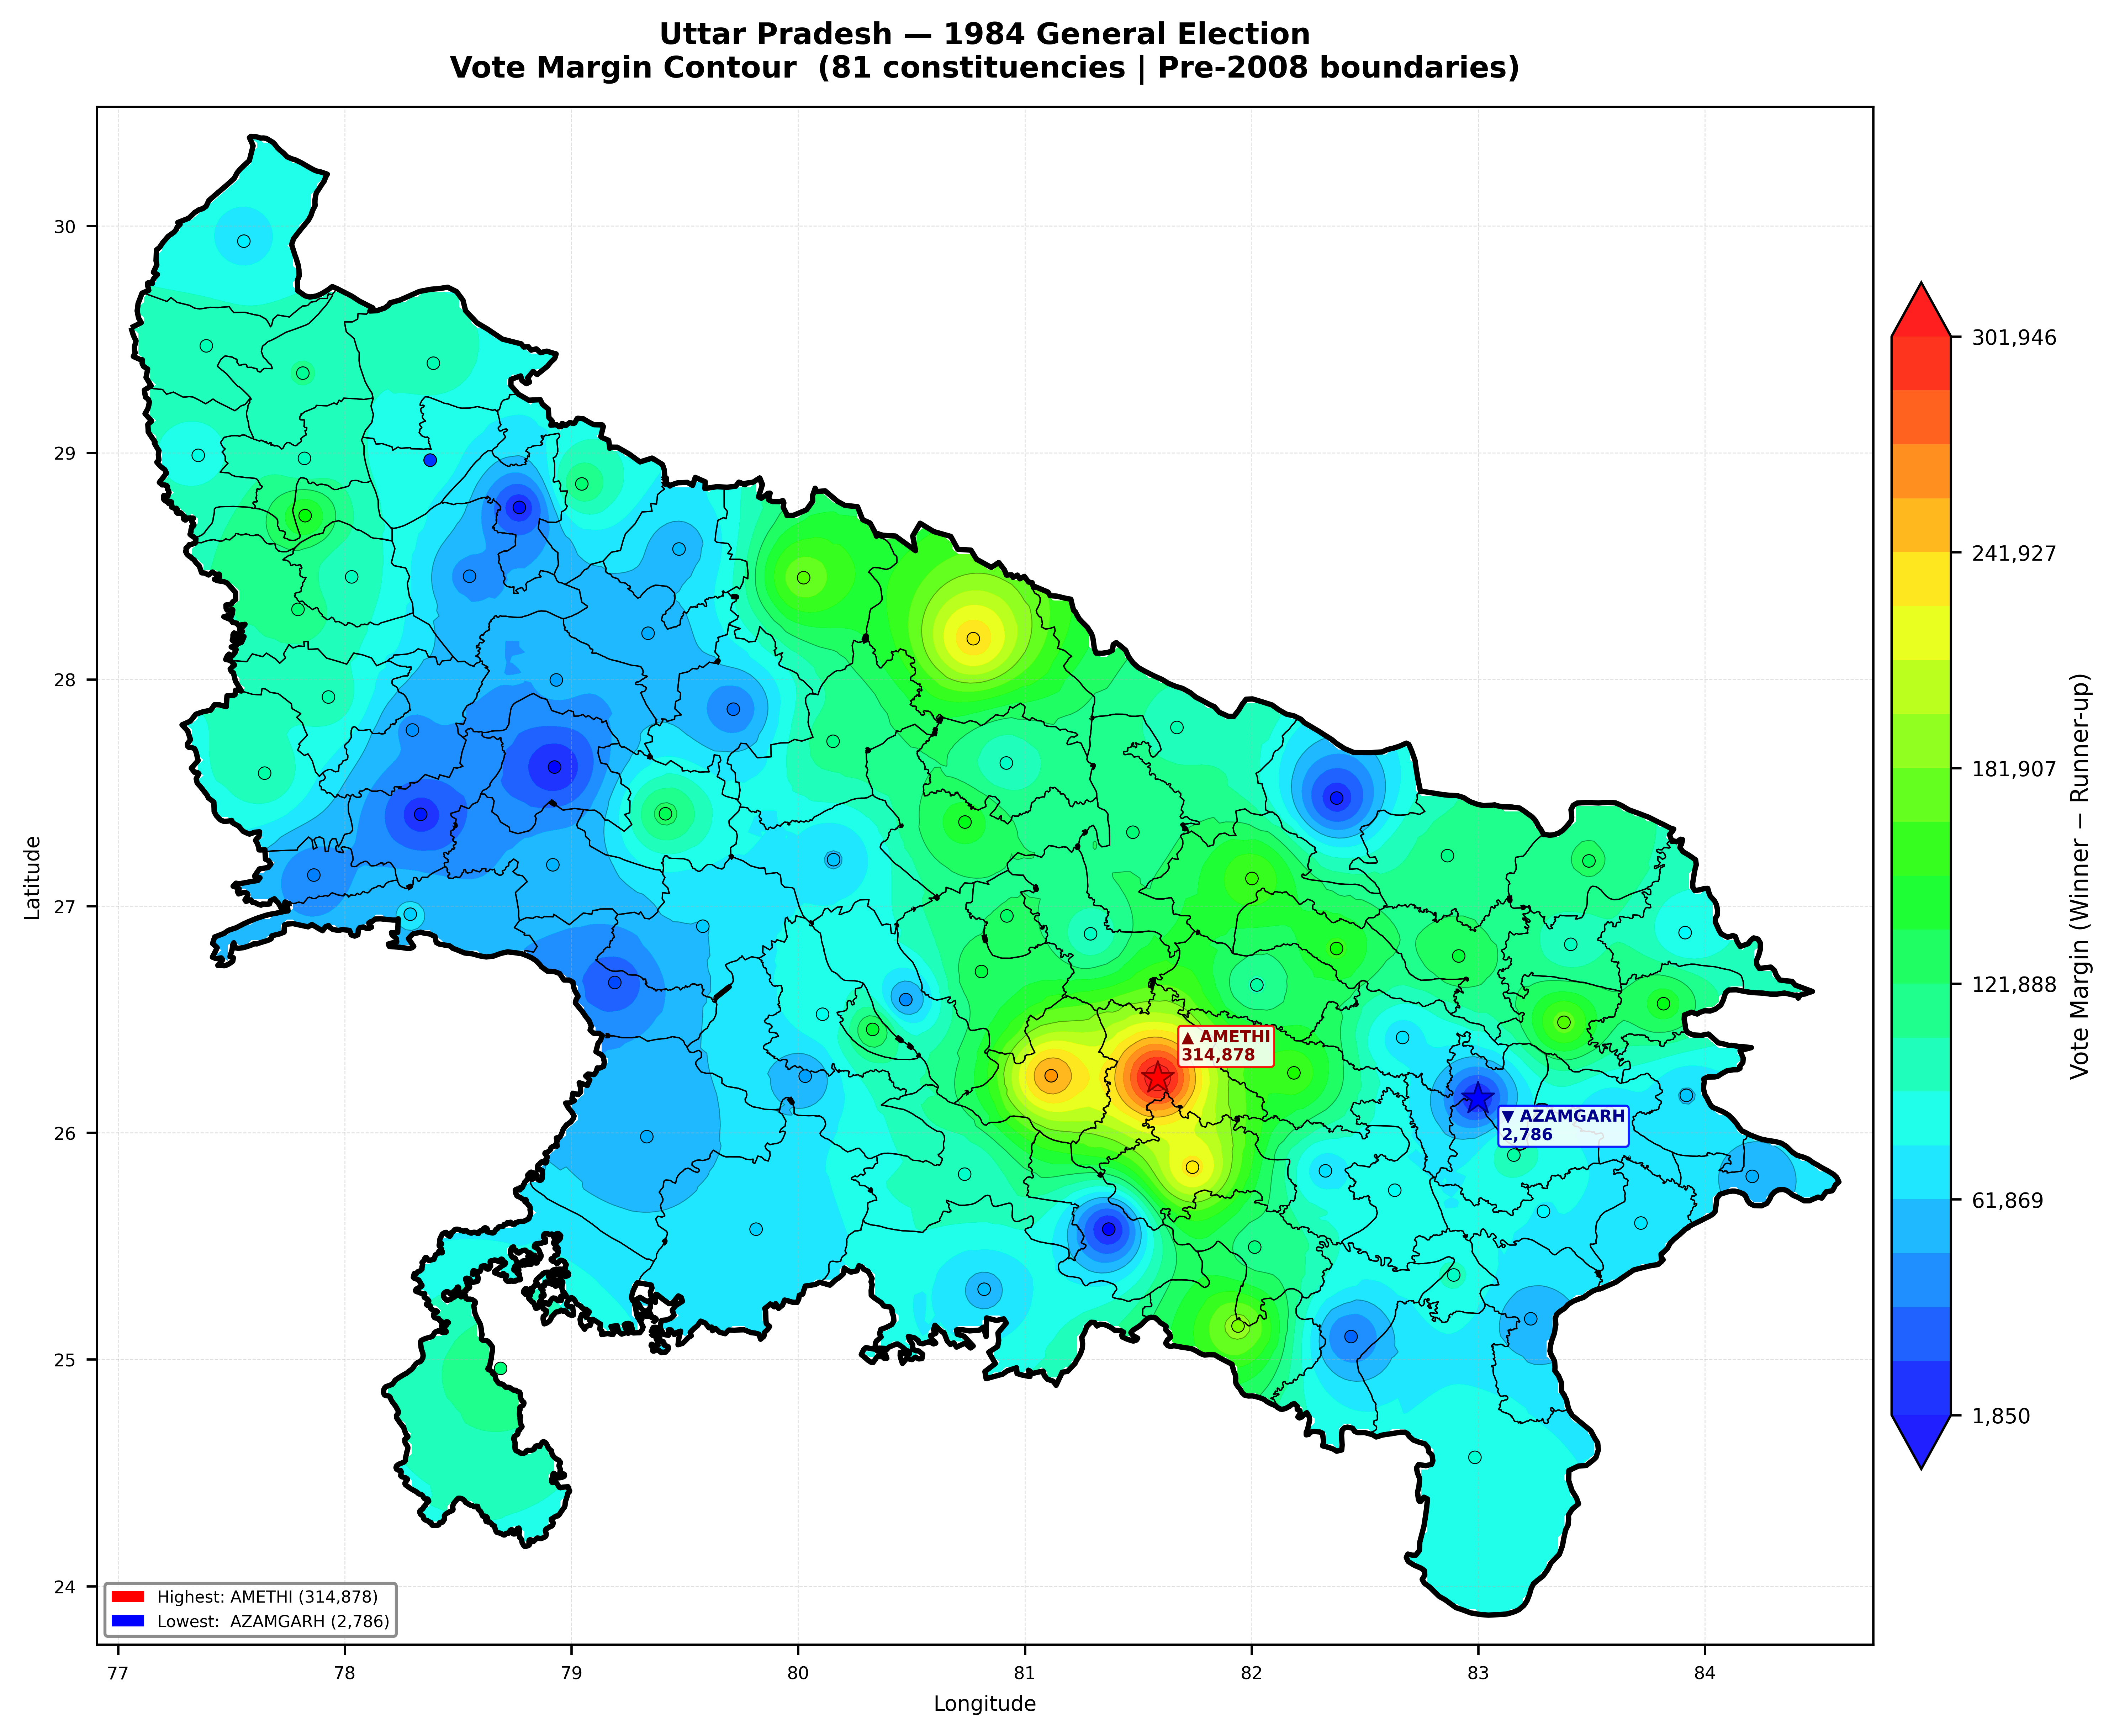 Uttar Pradesh — 1984 General Election
Vote Margin Contour (81 constituencies | Pre-2008 boundaries)
30
29
28
27
26
25
24
Latitude
77
78
79
80
81
82
83
84
Longitude
▲ AMETHI
314,878
▼ AZAMGARH
2,786
Highest: AMETHI (314,878)
Lowest: AZAMGARH (2,786)
301,946
241,927
181,907
121,888
61,869
1,850
Vote Margin (Winner − Runner-up)